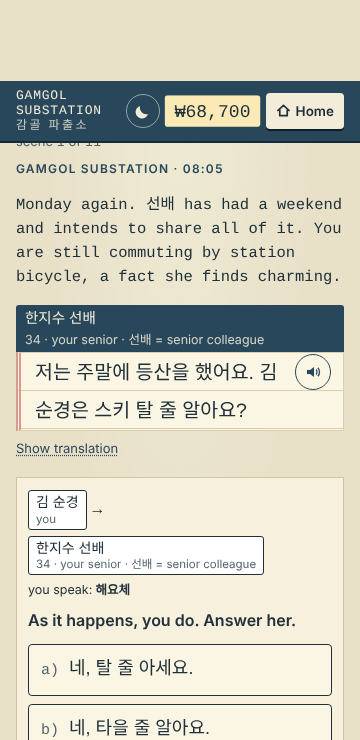 GAMGOL
SUBSTATION
감골 파출소
₩68,700
Home
scene 1 of 11
GAMGOL SUBSTATION · 08:05
Monday again. 선배 has had a weekend
and intends to share all of it. You
are still commuting by station
bicycle, a fact she finds charming.
한지수 선배
34 · your senior · 선배 = senior colleague
저는 주말에 등산을 했어요. 김
순경은 스키 탈 줄 알아요?
Show translation
김 순경
you
→
한지수 선배
34 · your senior · 선배 = senior colleague
you speak: 해요체
As it happens, you do. Answer her.
a) 네, 탈 줄 아세요.
b) 네, 타을 줄 알아요.